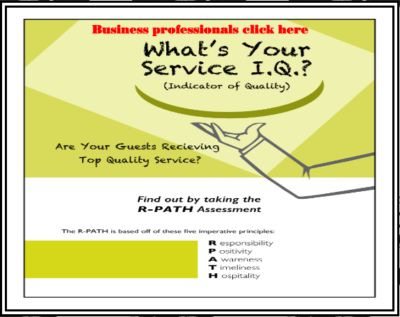 Business professionals click here
What's Your
Service I.Q.?
(Indicator of Quality)
Are Your Guests Recieving
Top Quality Service?
Find out by taking the
R-PATH Assessment
The R-PATH is based off of these five imperative principles:
R esponsibility
P ositivity
A wareness
T imeliness
H ospitality